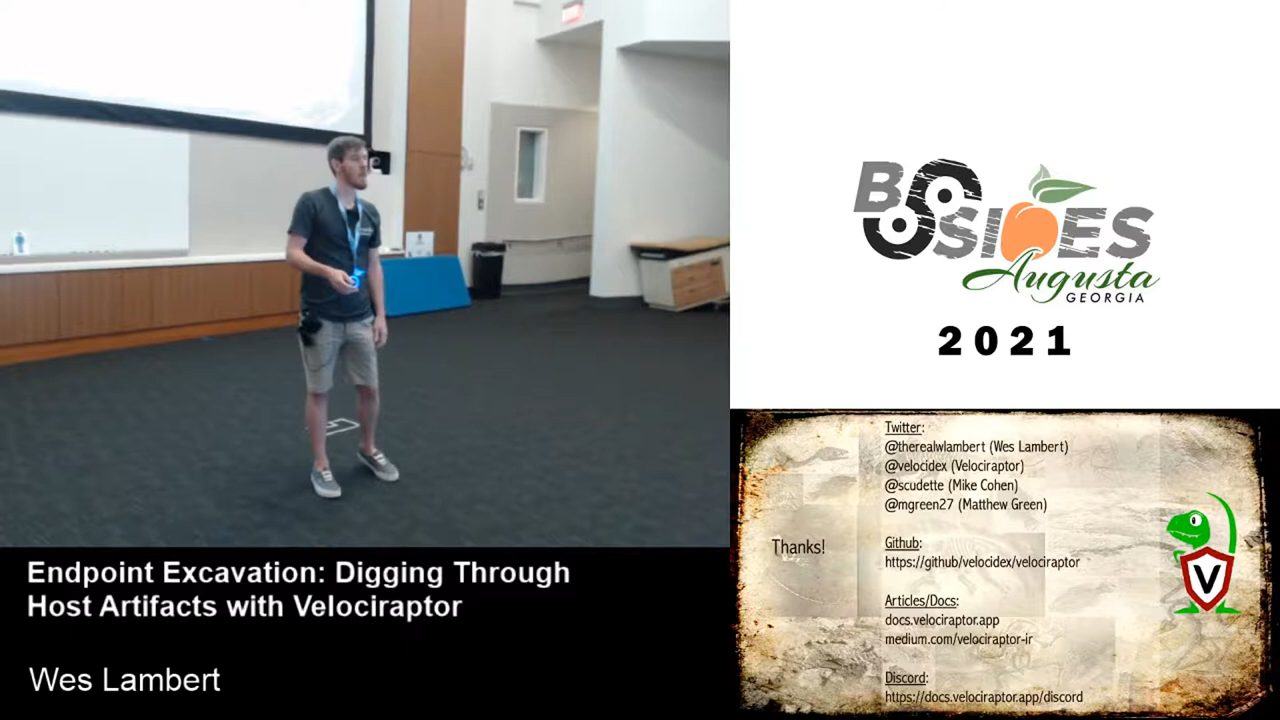 BSIDES
Augusta
GEORGIA
2021
Endpoint Excavation: Digging Through
Host Artifacts with Velociraptor
Wes Lambert
Thanks!
Twitter:
@therealwlambert (Wes Lambert)
@velocidex (Velociraptor)
@scudette (Mike Cohen)
@mgreen27 (Matthew Green)
Github:
https://github/velocidex/velociraptor
Articles/Docs:
docs.velociraptor.app
medium.com/velociraptor-ir
Discord:
https://docs.velociraptor.app/discord
V